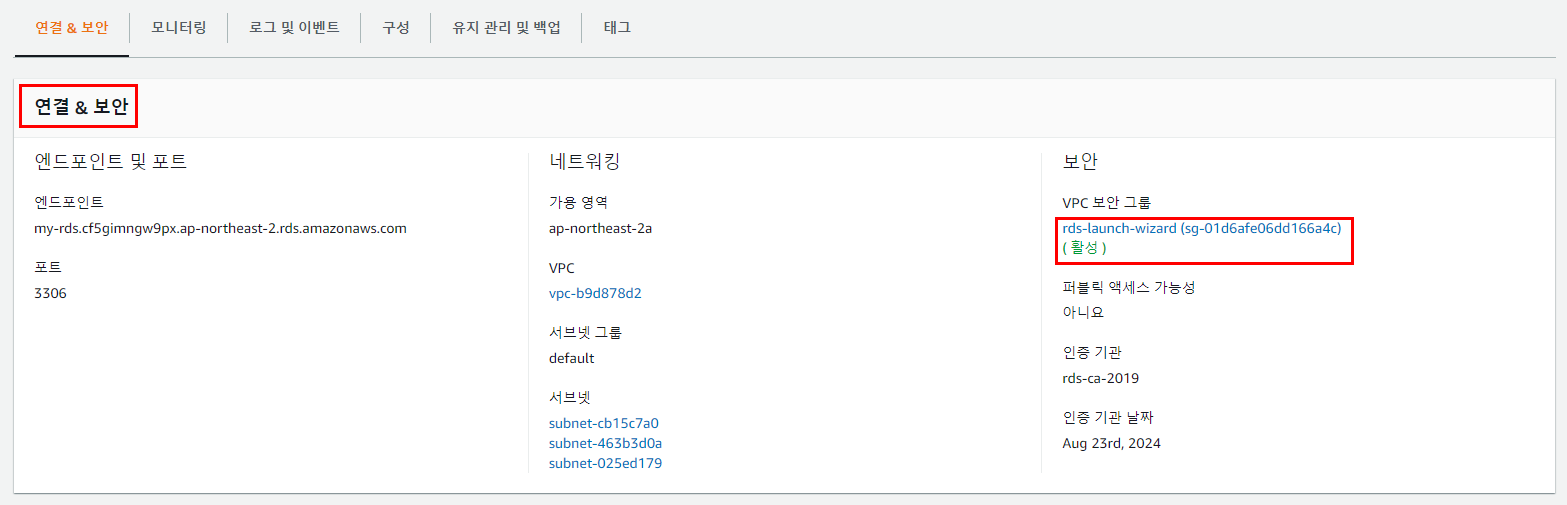 연결 & 보안
모니터링
로그 및 이벤트
구성
유지 관리 및 백업
태그
연결 & 보안
엔드포인트 및 포트
엔드포인트
my-rds.cf5gimngw9px.ap-northeast-2.rds.amazonaws.com
포트
3306
네트워킹
가용 영역
ap-northeast-2a
VPC
vpc-b9d878d2
서브넷 그룹
default
서브넷
subnet-cb15c7a0
subnet-463b3d0a
subnet-025ed179
보안
VPC 보안 그룹
rds-launch-wizard (sg-01d6afe06dd166a4c)
( 활성 )
퍼블릭 액세스 가능성
아니요
인증 기관
rds-ca-2019
인증 기관 날짜
Aug 23rd, 2024